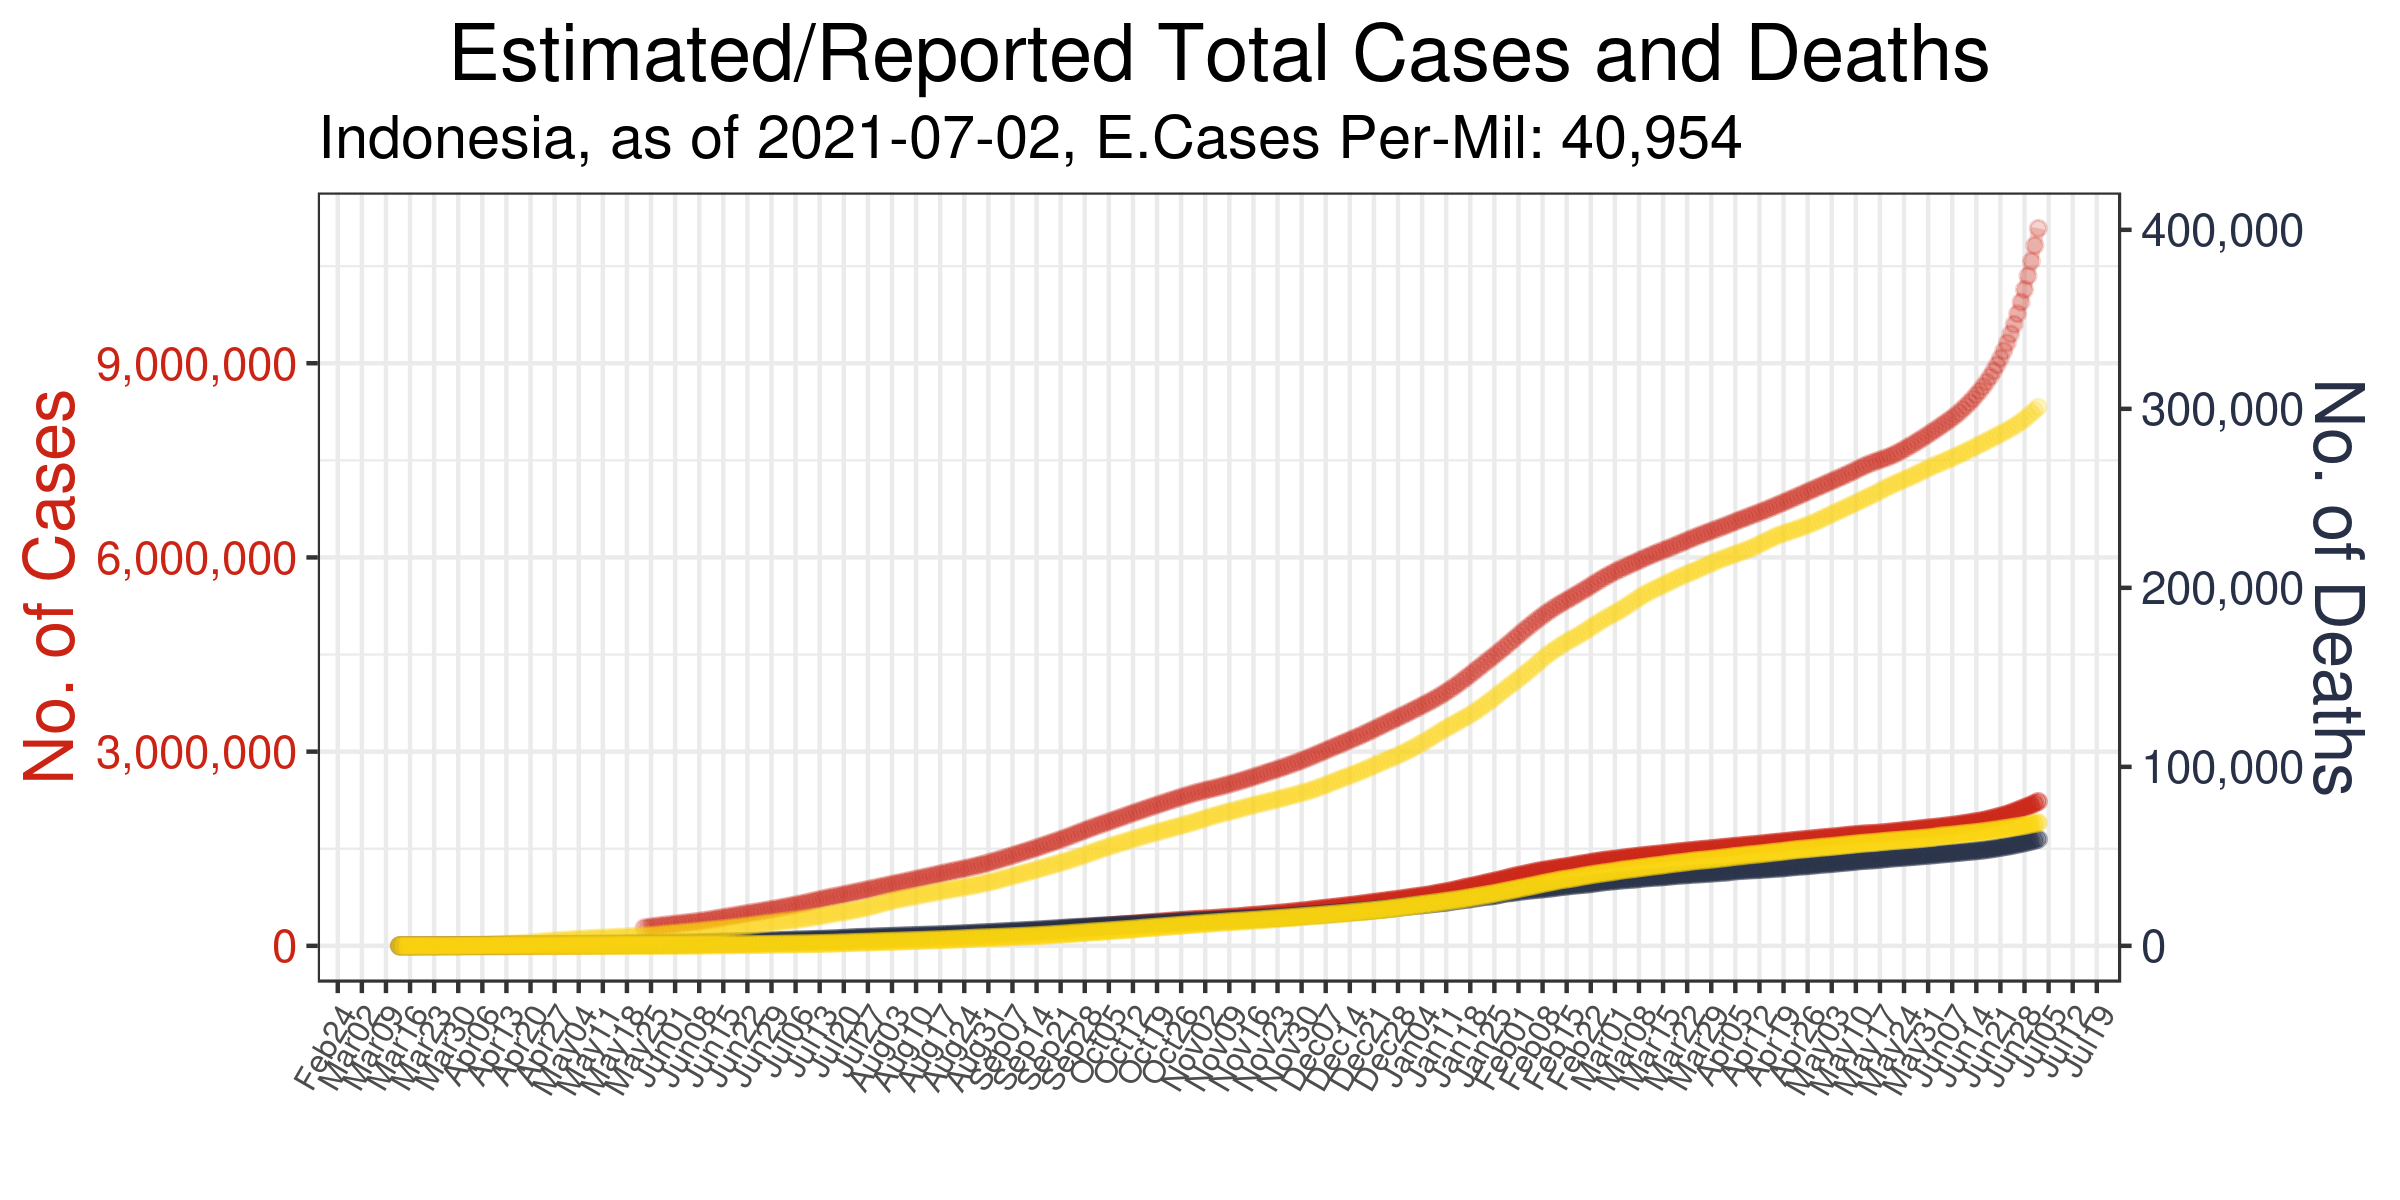 Estimated/Reported Total Cases and Deaths
Indonesia, as of 2021-07-02, E.Cases Per-Mil: 40,954
No. of Cases
9,000,000
6,000,000
3,000,000
0
400,000
300,000
200,000
100,000
0
No. of Deaths
Feb24
Mar02
Mar09
Mar16
Mar23
Mar30
Apr06
Apr13
Apr20
Apr27
May04
May11
May18
May25
Jun01
Jun08
Jun15
Jun22
Jun29
Jul06
Jul13
Jul20
Jul27
Aug03
Aug10
Aug17
Aug24
Aug31
Sep07
Sep14
Sep21
Sep28
Oct05
Oct12
Oct19
Oct26
Nov02
Nov09
Nov16
Nov23
Nov30
Dec07
Dec14
Dec21
Dec28
Jan04
Jan11
Jan18
Jan25
Feb01
Feb08
Feb15
Feb22
Mar01
Mar08
Mar15
Mar22
Mar29
Apr05
Apr12
Apr19
Apr26
May03
May10
May17
May24
May31
Jun07
Jun14
Jun21
Jun28
Jul05
Jul12
Jul19